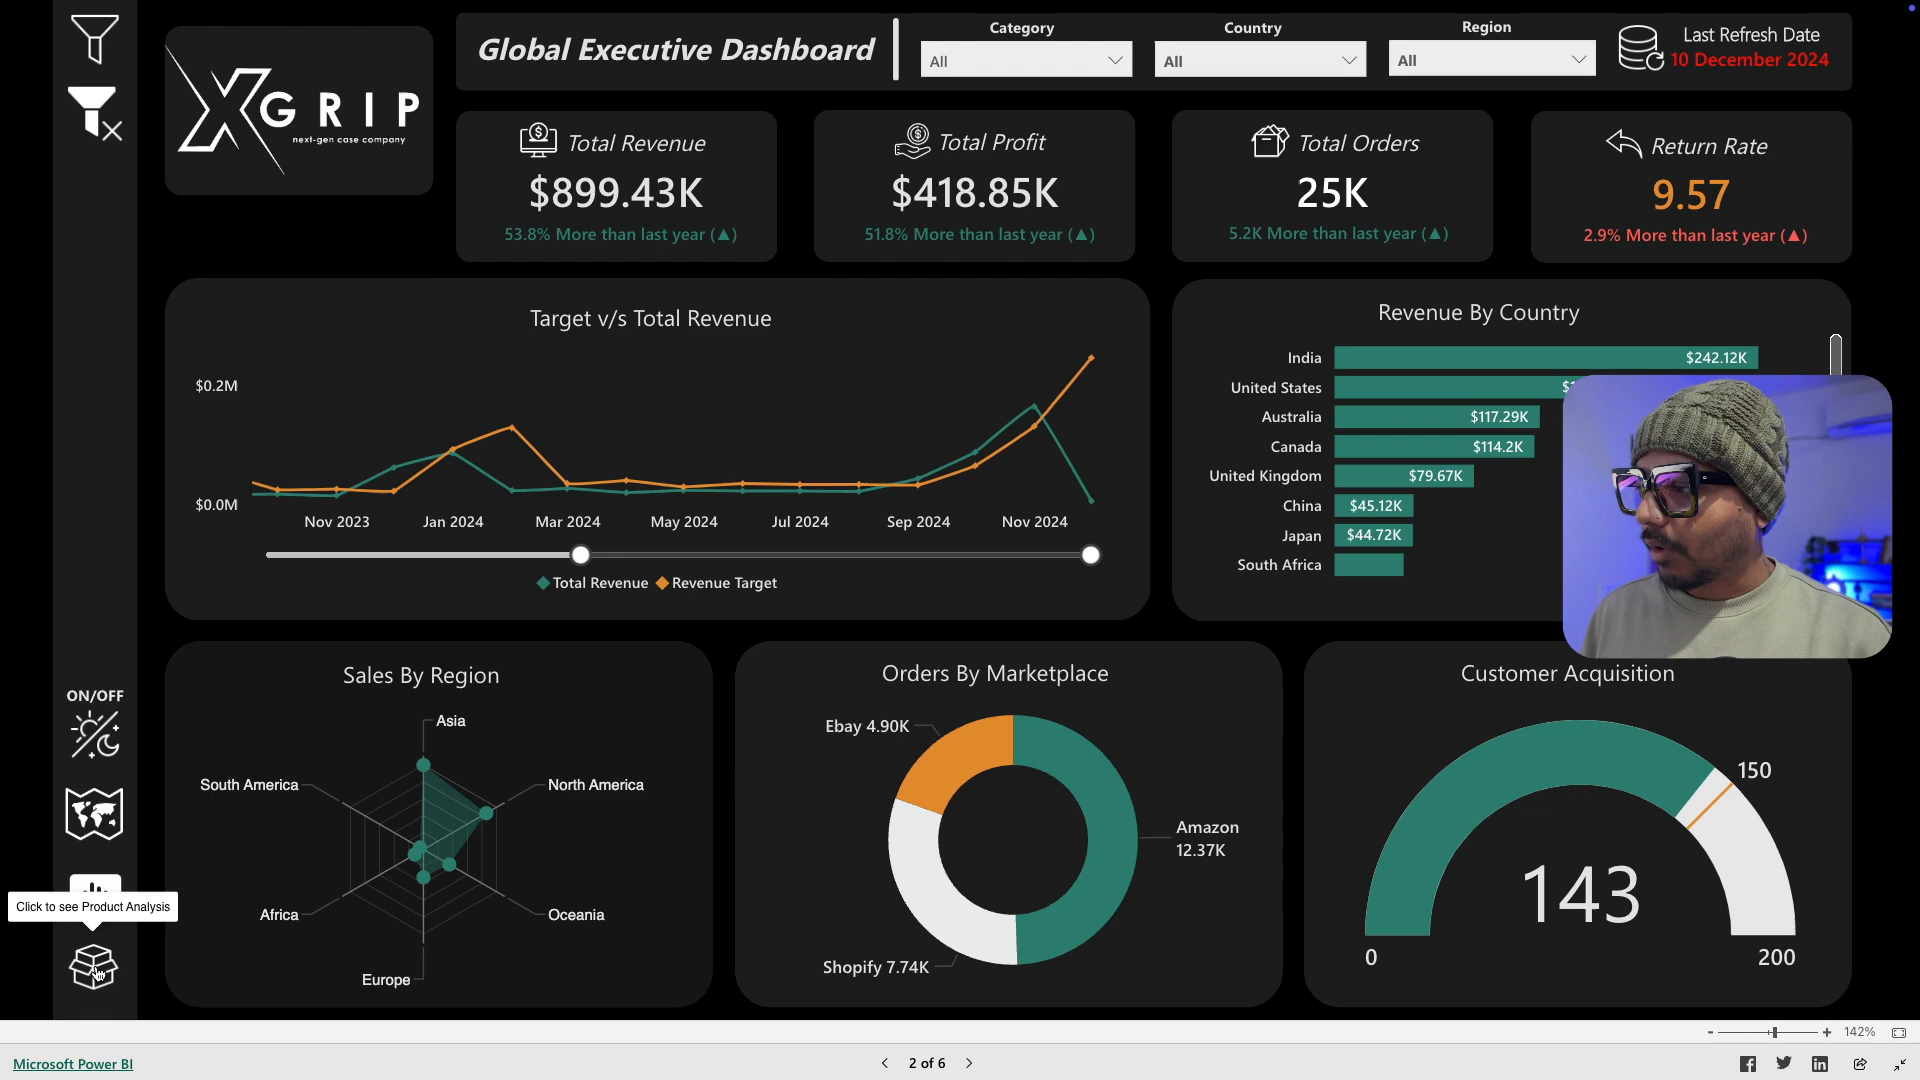 XGRIP
next-gen case company
Global Executive Dashboard
Category
All
Country
All
Region
All
Last Refresh Date
10 December 2024
Total Revenue
$899.43K
53.8% More than last year (▲)
Total Profit
$418.85K
51.8% More than last year (▲)
Total Orders
25K
5.2K More than last year (▲)
Return Rate
9.57
2.9% More than last year (▲)
Target v/s Total Revenue
$0.2M
$0.0M
Nov 2023
Jan 2024
Mar 2024
May 2024
Jul 2024
Sep 2024
Nov 2024
Total Revenue
Revenue Target
Revenue By Country
India
$242.12K
United States
Australia
$117.29K
Canada
$114.2K
United Kingdom
$79.67K
China
$45.12K
Japan
$44.72K
South Africa
ON/OFF
Click to see Product Analysis
Sales By Region
Asia
South America
North America
Africa
Oceania
Europe
Orders By Marketplace
Ebay 4.90K
Amazon
12.37K
Shopify 7.74K
Customer Acquisition
150
143
0
200
- + 142%
Microsoft Power BI
< 2 of 6 >